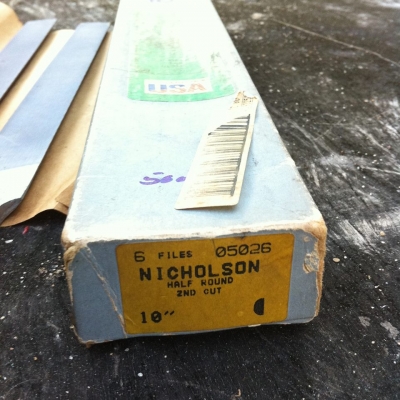 USA
6 FILES 05026
NICHOLSON
HALF ROUND
2ND CUT
10"